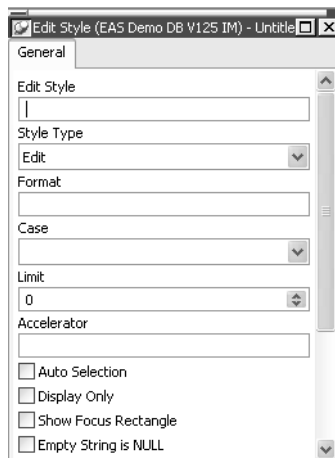 Edit Style (EAS Demo DB V125 IM) - Untitle
General
Edit Style
Style Type
Edit
Format
Case
Limit
0
Accelerator
Auto Selection
Display Only
Show Focus Rectangle
Empty String is NULL